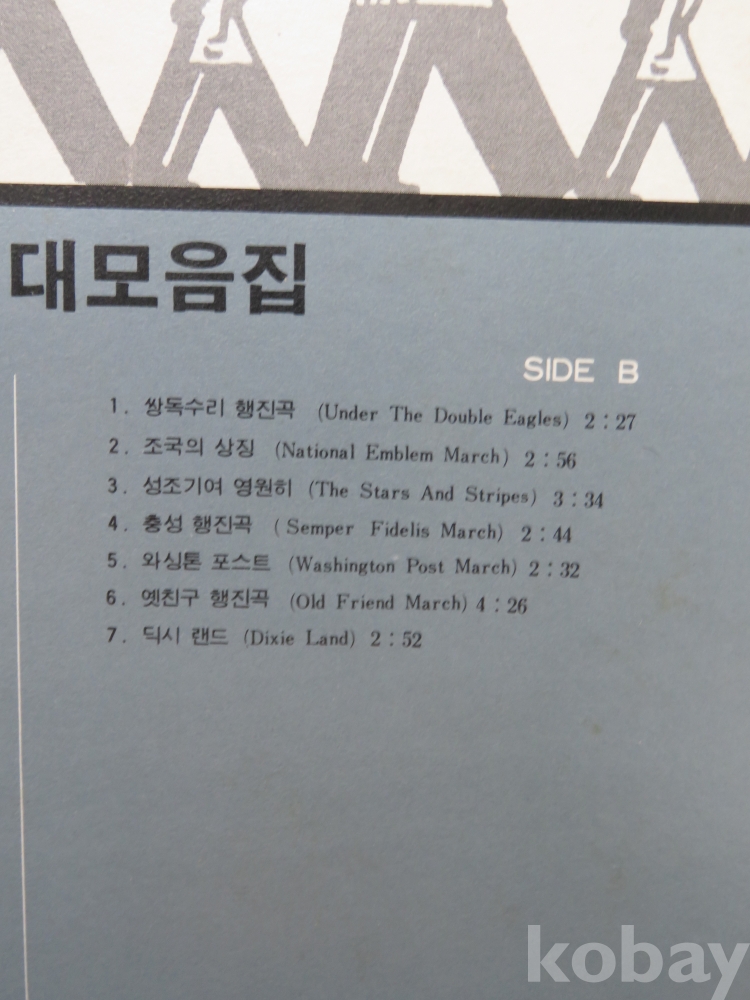 대모음집
SIDE B
1. 쌍독수리 행진곡 (Under The Double Eagles) 2 : 27
2. 조국의 상징 (National Emblem March) 2 : 56
3. 성조기여 영원히 (The Stars And Stripes) 3 : 34
4. 충성 행진곡 ( Semper Fidelis March) 2 : 44
5. 와싱톤 포스트 (Washington Post March) 2 : 32
6. 옛친구 행진곡 (Old Friend March) 4 : 26
7. 딕시 랜드 (Dixie Land) 2 : 52
kobay